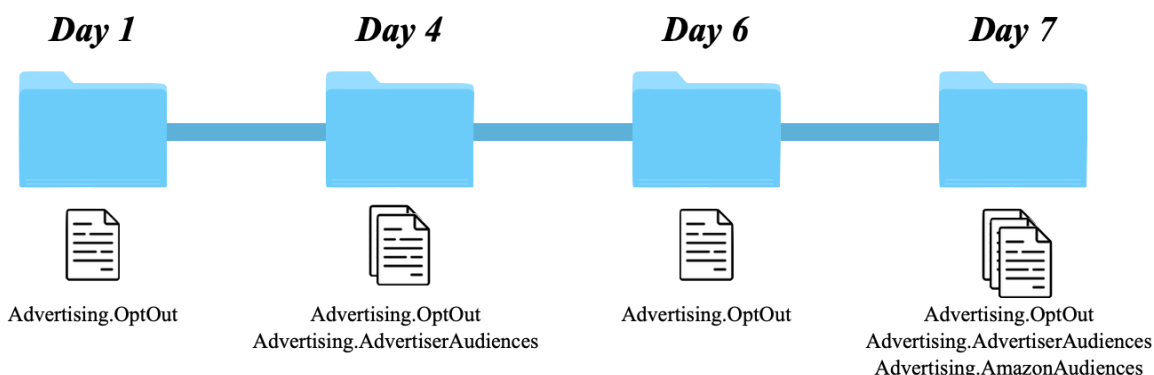 Day 1
Day 4
Day 6
Day 7
Advertising.OptOut
Advertising.OptOut
Advertising.AdvertiserAudiences
Advertising.OptOut
Advertising.OptOut
Advertising.AdvertiserAudiences
Advertising.AmazonAudiences